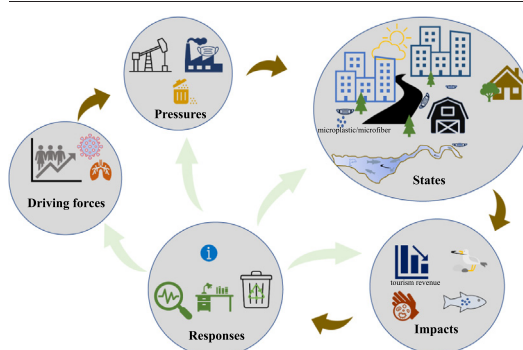 Pressures
microplastic/microfiber
States
Driving forces
tourism revenue
Responses
Impacts